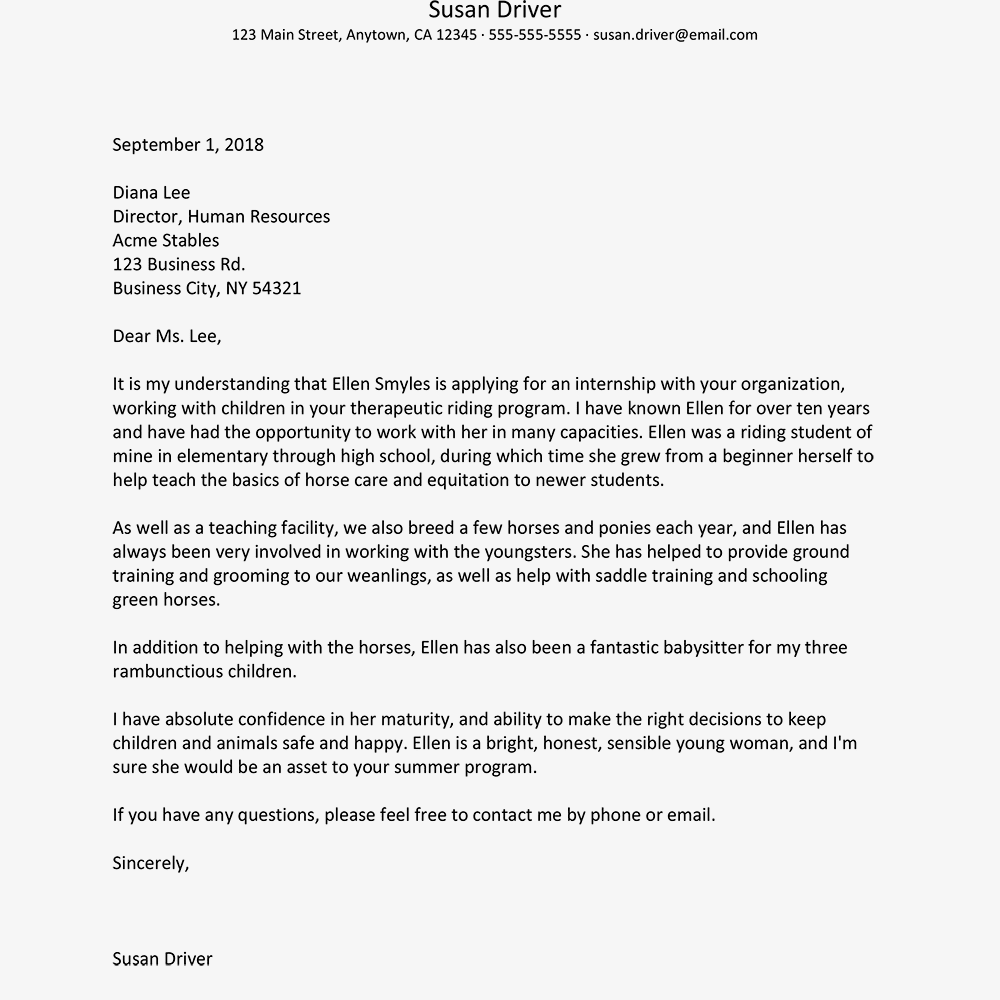 Susan Driver
123 Main Street, Anytown, CA 12345 · 555-555-5555 · susan.driver@email.com
September 1, 2018
Diana Lee
Director, Human Resources
Acme Stables
123 Business Rd.
Business City, NY 54321
Dear Ms. Lee,
It is my understanding that Ellen Smyles is applying for an internship with your organization,
working with children in your therapeutic riding program. I have known Ellen for over ten years
and have had the opportunity to work with her in many capacities. Ellen was a riding student of
mine in elementary through high school, during which time she grew from a beginner herself to
help teach the basics of horse care and equitation to newer students.
As well as a teaching facility, we also breed a few horses and ponies each year, and Ellen has
always been very involved in working with the youngsters. She has helped to provide ground
training and grooming to our weanlings, as well as help with saddle training and schooling
green horses.
In addition to helping with the horses, Ellen has also been a fantastic babysitter for my three
rambunctious children.
I have absolute confidence in her maturity, and ability to make the right decisions to keep
children and animals safe and happy. Ellen is a bright, honest, sensible young woman, and I'm
sure she would be an asset to your summer program.
If you have any questions, please feel free to contact me by phone or email.
Sincerely,
Susan Driver